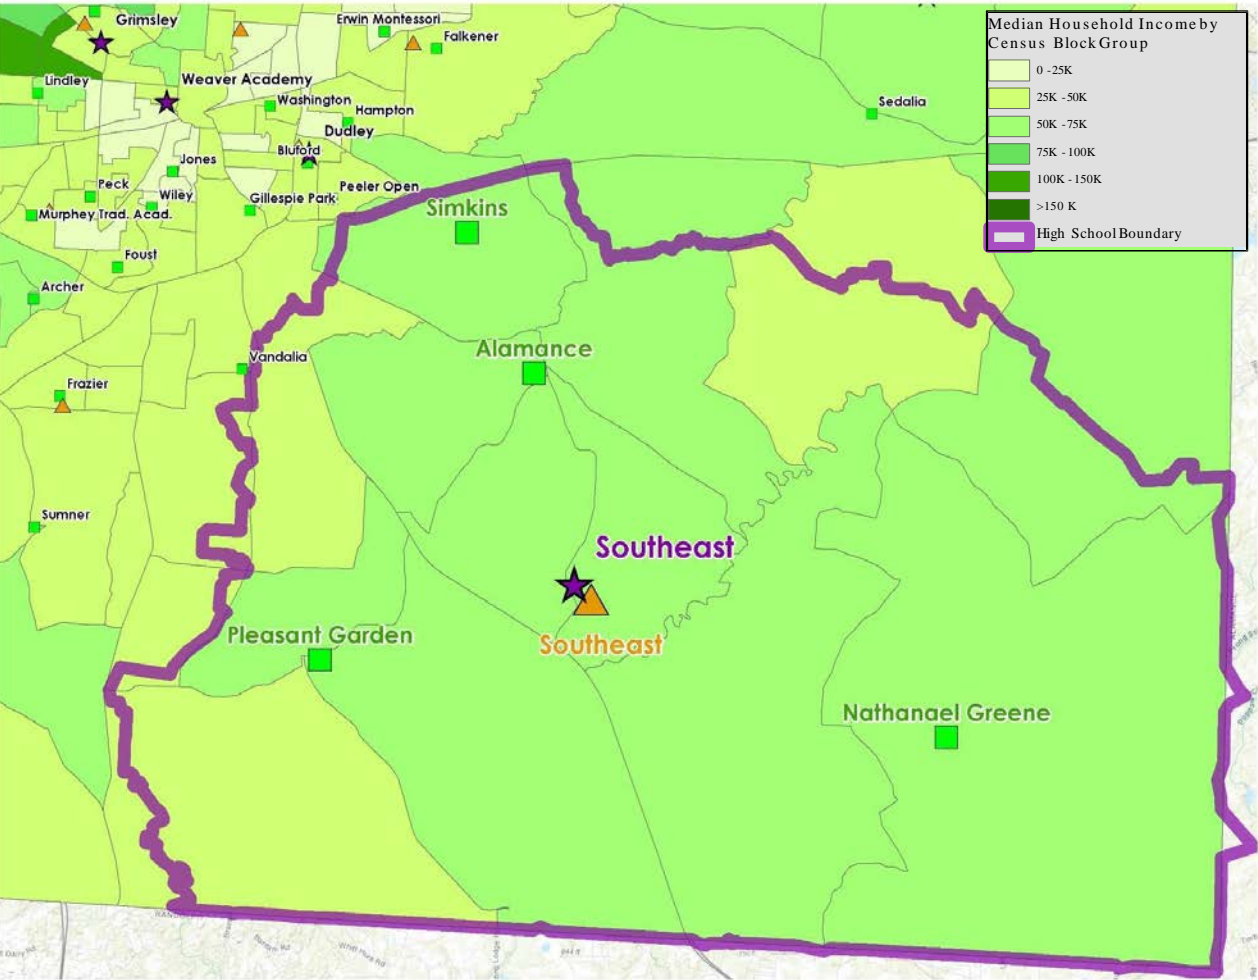 Median Household Income by
Census Block Group
0 -25K
25K -50K
50K -75K
75K - 100K
100K - 150K
>150 K
High School Boundary
Grimsley
Erwin Montessori
Falkener
Lindley
Weaver Academy
Washington
Hampton
Sedalia
Dudley
Bluford
Jones
Peck
Wiley
Gillespie Park
Peeler Open
Murphey Trad. Acad.
Simkins
Foust
Archer
Alamance
Vandalia
Frazier
Sumner
Southeast
Southeast
Pleasant Garden
Nathanael Greene